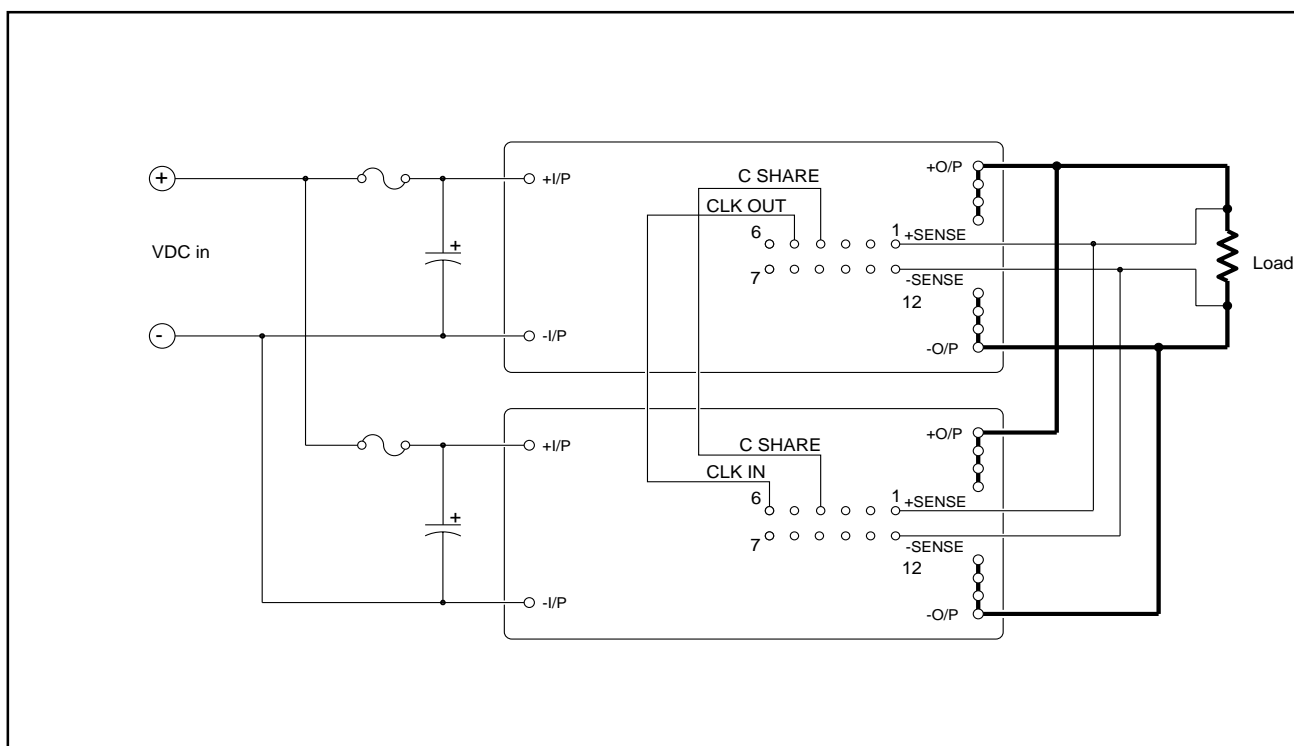 +
VDC in
-
+I/P
+
-I/P
C SHARE
CLK OUT
6
1
+SENSE
7
-SENSE
12
+O/P
-O/P
Load
+I/P
+
-I/P
C SHARE
CLK IN
6
1
+SENSE
7
-SENSE
12
+O/P
-O/P